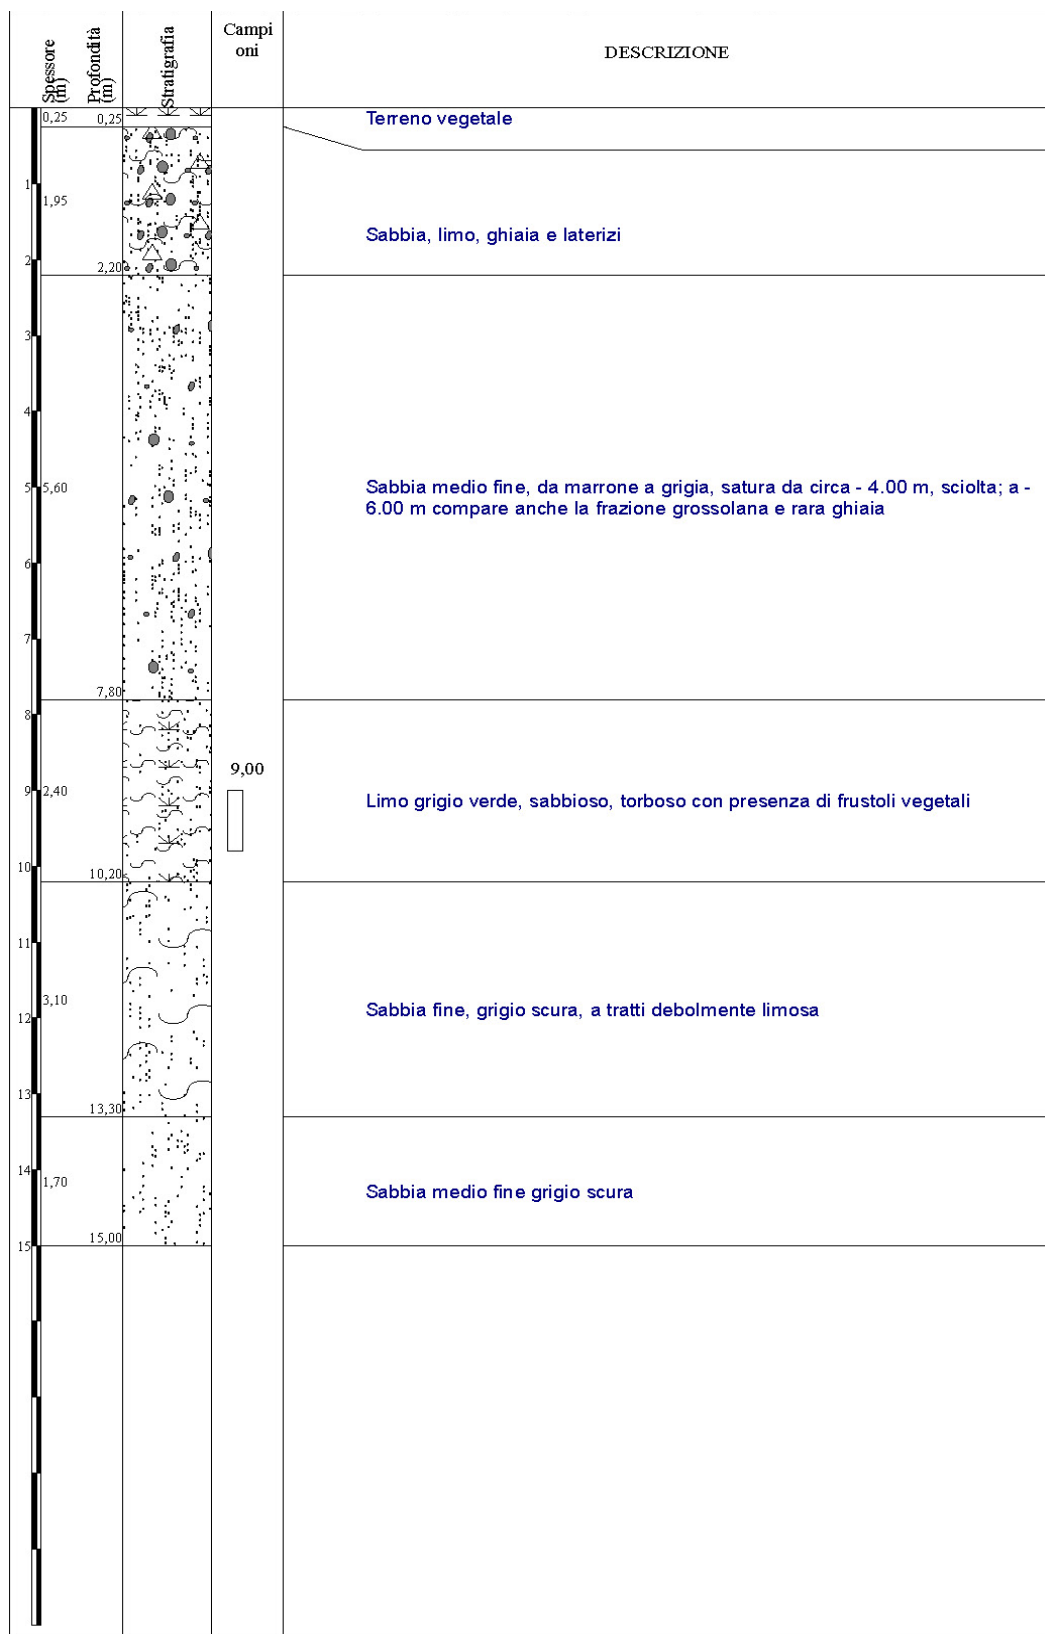 Spessore
(m)
Profondità
(m)
Stratigrafia
Campi
oni
DESCRIZIONE
0,25
0,25
Terreno vegetale
1
1,95
Sabbia, limo, ghiaia e laterizi
2
2,20
3
4
5
5,60
Sabbia medio fine, da marrone a grigia, satura da circa - 4.00 m, sciolta; a -
6.00 m compare anche la frazione grossolana e rara ghiaia
6
7
7,80
8
9,00
9
2,40
Limo grigio verde, sabbioso, torboso con presenza di frustoli vegetali
10
10,20
11
3,10
Sabbia fine, grigio scura, a tratti debolmente limosa
12
13
13,30
14
1,70
Sabbia medio fine grigio scura
15,00
15